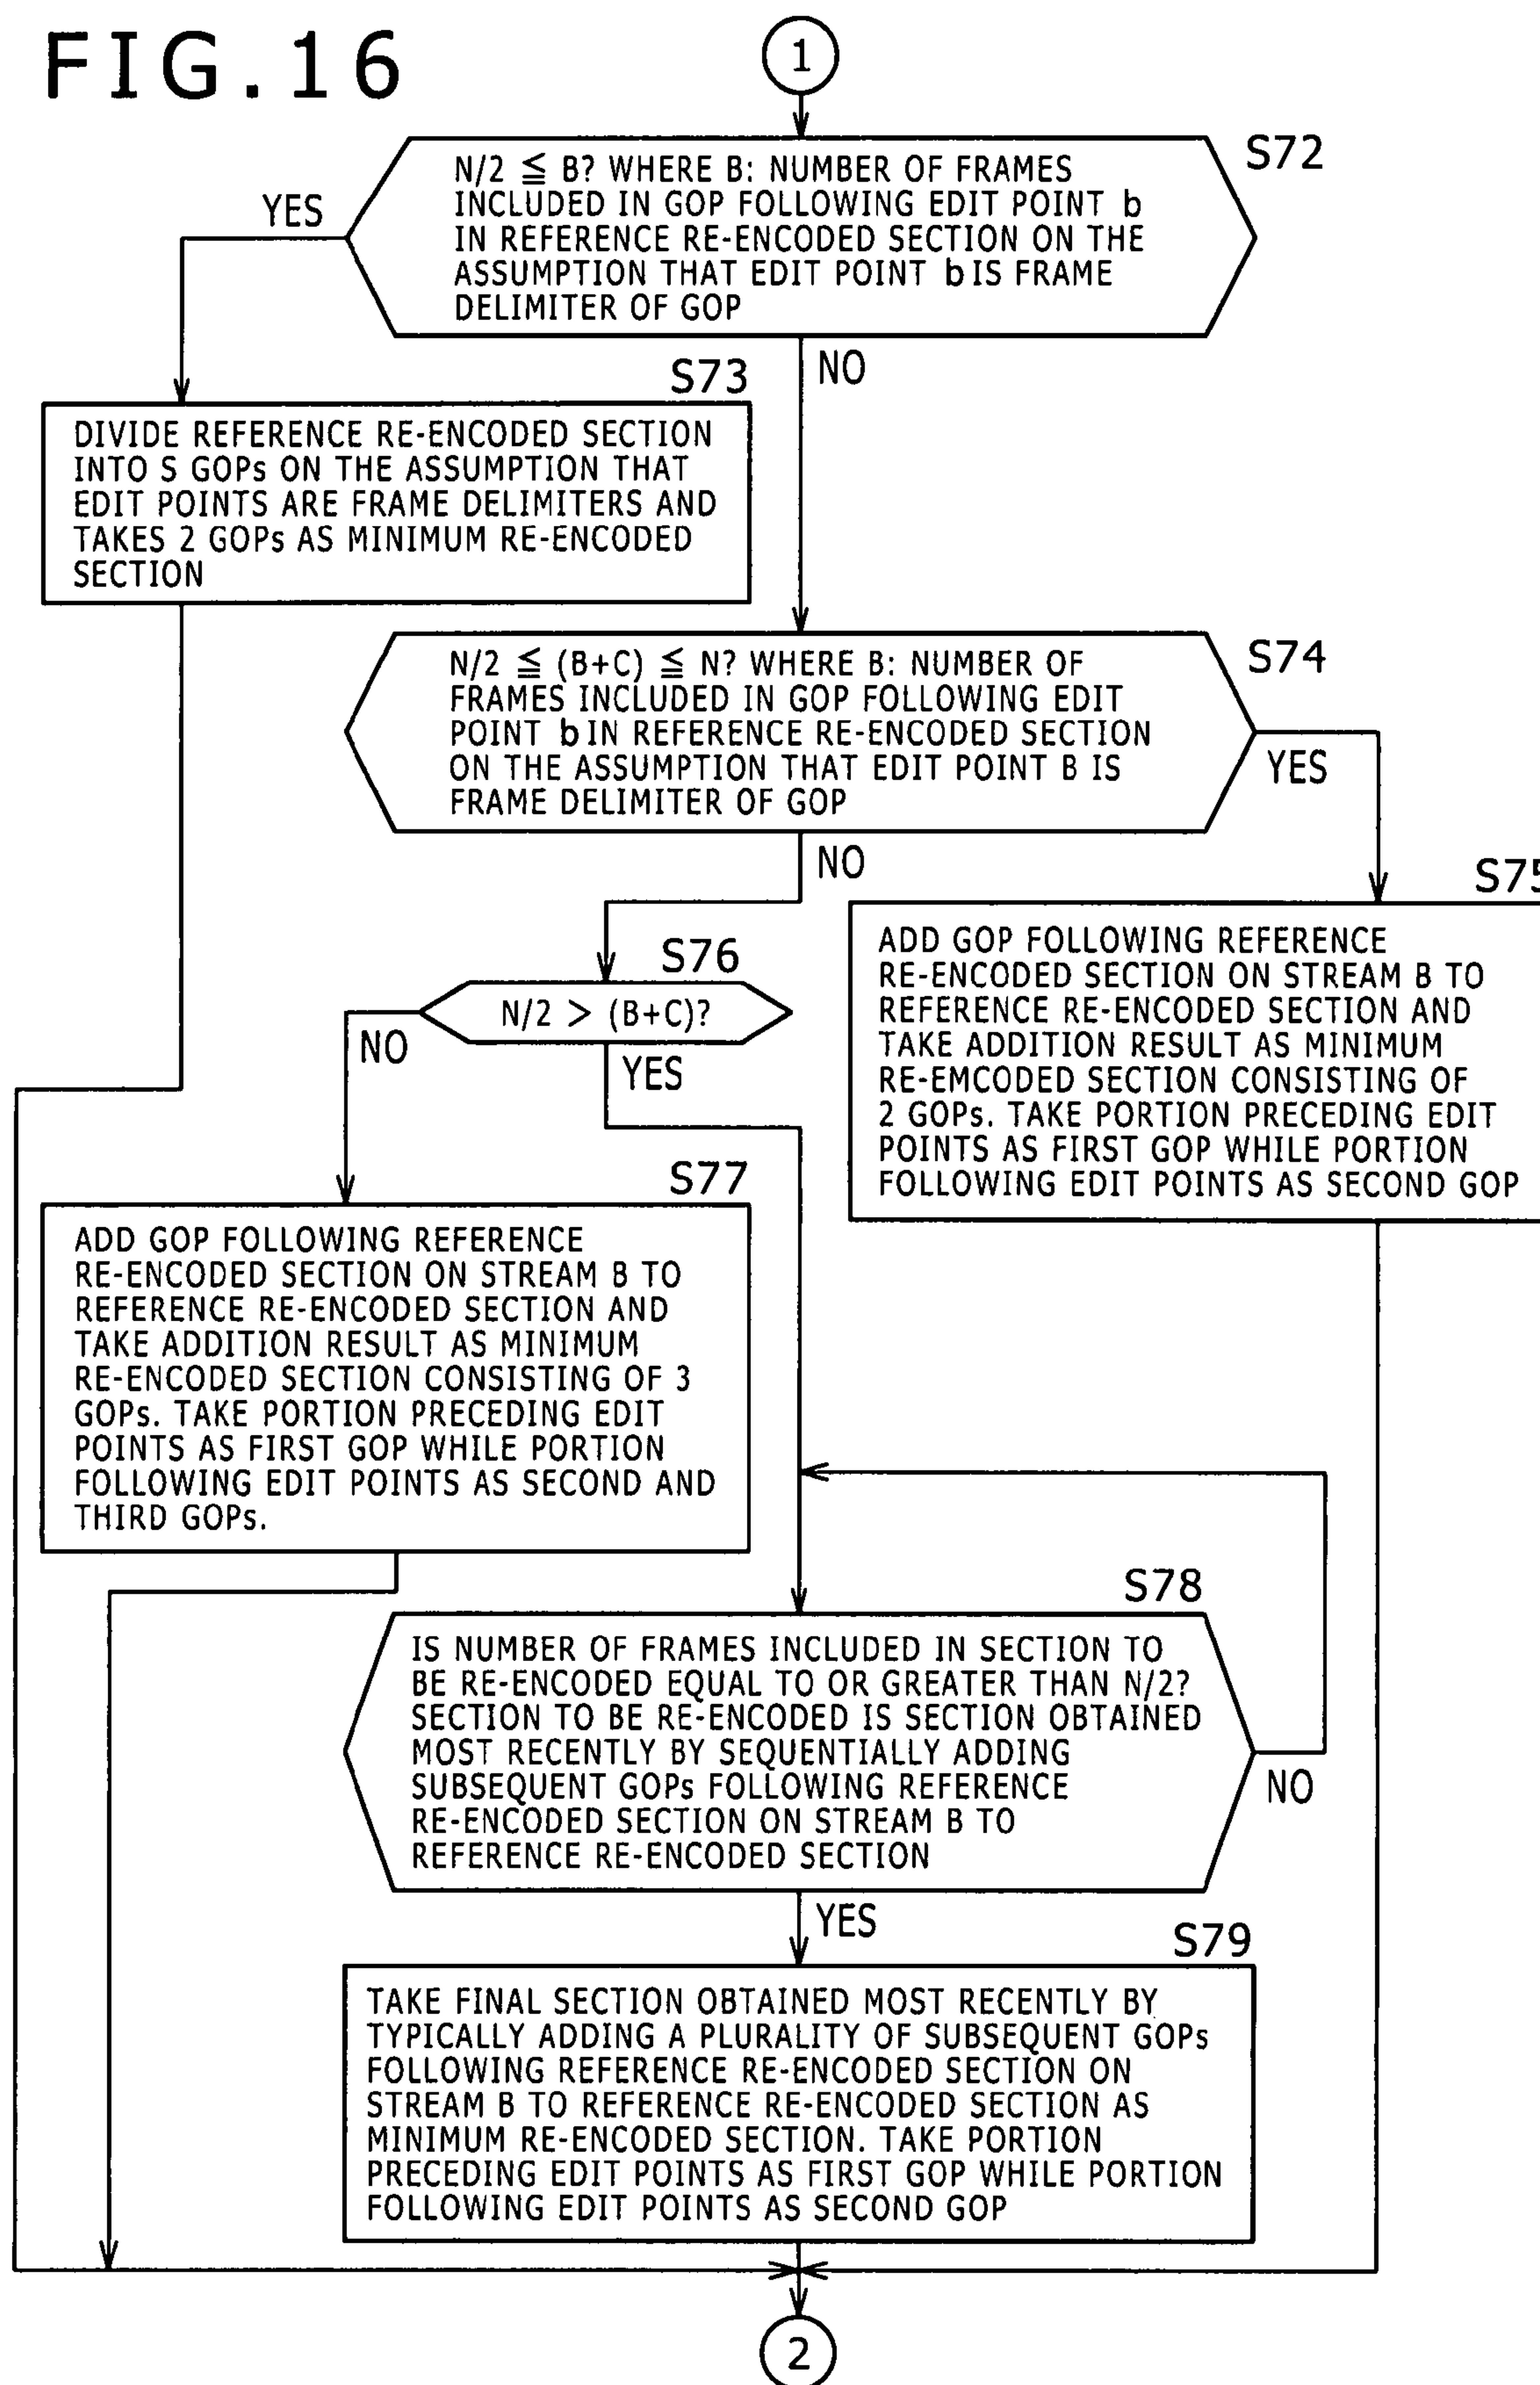 FIG.16
1
S72
N/2 ≦ B? WHERE B: NUMBER OF FRAMES
INCLUDED IN GOP FOLLOWING EDIT POINT b
IN REFERENCE RE-ENCODED SECTION ON THE
ASSUMPTION THAT EDIT POINT b IS FRAME
DELIMITER OF GOP
YES
NO
S73
DIVIDE REFERENCE RE-ENCODED SECTION
INTO S GOPs ON THE ASSUMPTION THAT
EDIT POINTS ARE FRAME DELIMITERS AND
TAKES 2 GOPs AS MINIMUM RE-ENCODED
SECTION
S74
N/2 ≦ (B+C) ≦ N? WHERE B: NUMBER OF
FRAMES INCLUDED IN GOP FOLLOWING EDIT
POINT b IN REFERENCE RE-ENCODED SECTION
ON THE ASSUMPTION THAT EDIT POINT B IS
FRAME DELIMITER OF GOP
YES
NO
S75
ADD GOP FOLLOWING REFERENCE
RE-ENCODED SECTION ON STREAM B TO
REFERENCE RE-ENCODED SECTION AND
TAKE ADDITION RESULT AS MINIMUM
RE-EMCODED SECTION CONSISTING OF
2 GOPs. TAKE PORTION PRECEDING EDIT
POINTS AS FIRST GOP WHILE PORTION
FOLLOWING EDIT POINTS AS SECOND GOP
S76
N/2 > (B+C)?
NO
YES
S77
ADD GOP FOLLOWING REFERENCE
RE-ENCODED SECTION ON STREAM B TO
REFERENCE RE-ENCODED SECTION AND
TAKE ADDITION RESULT AS MINIMUM
RE-ENCODED SECTION CONSISTING OF 3
GOPs. TAKE PORTION PRECEDING EDIT
POINTS AS FIRST GOP WHILE PORTION
FOLLOWING EDIT POINTS AS SECOND AND
THIRD GOPs.
S78
IS NUMBER OF FRAMES INCLUDED IN SECTION TO
BE RE-ENCODED EQUAL TO OR GREATER THAN N/2?
SECTION TO BE RE-ENCODED IS SECTION OBTAINED
MOST RECENTLY BY SEQUENTIALLY ADDING
SUBSEQUENT GOPs FOLLOWING REFERENCE
RE-ENCODED SECTION ON STREAM B TO
REFERENCE RE-ENCODED SECTION
NO
YES
S79
TAKE FINAL SECTION OBTAINED MOST RECENTLY BY
TYPICALLY ADDING A PLURALITY OF SUBSEQUENT GOPs
FOLLOWING REFERENCE RE-ENCODED SECTION ON
STREAM B TO REFERENCE RE-ENCODED SECTION AS
MINIMUM RE-ENCODED SECTION. TAKE PORTION
PRECEDING EDIT POINTS AS FIRST GOP WHILE PORTION
FOLLOWING EDIT POINTS AS SECOND GOP
2